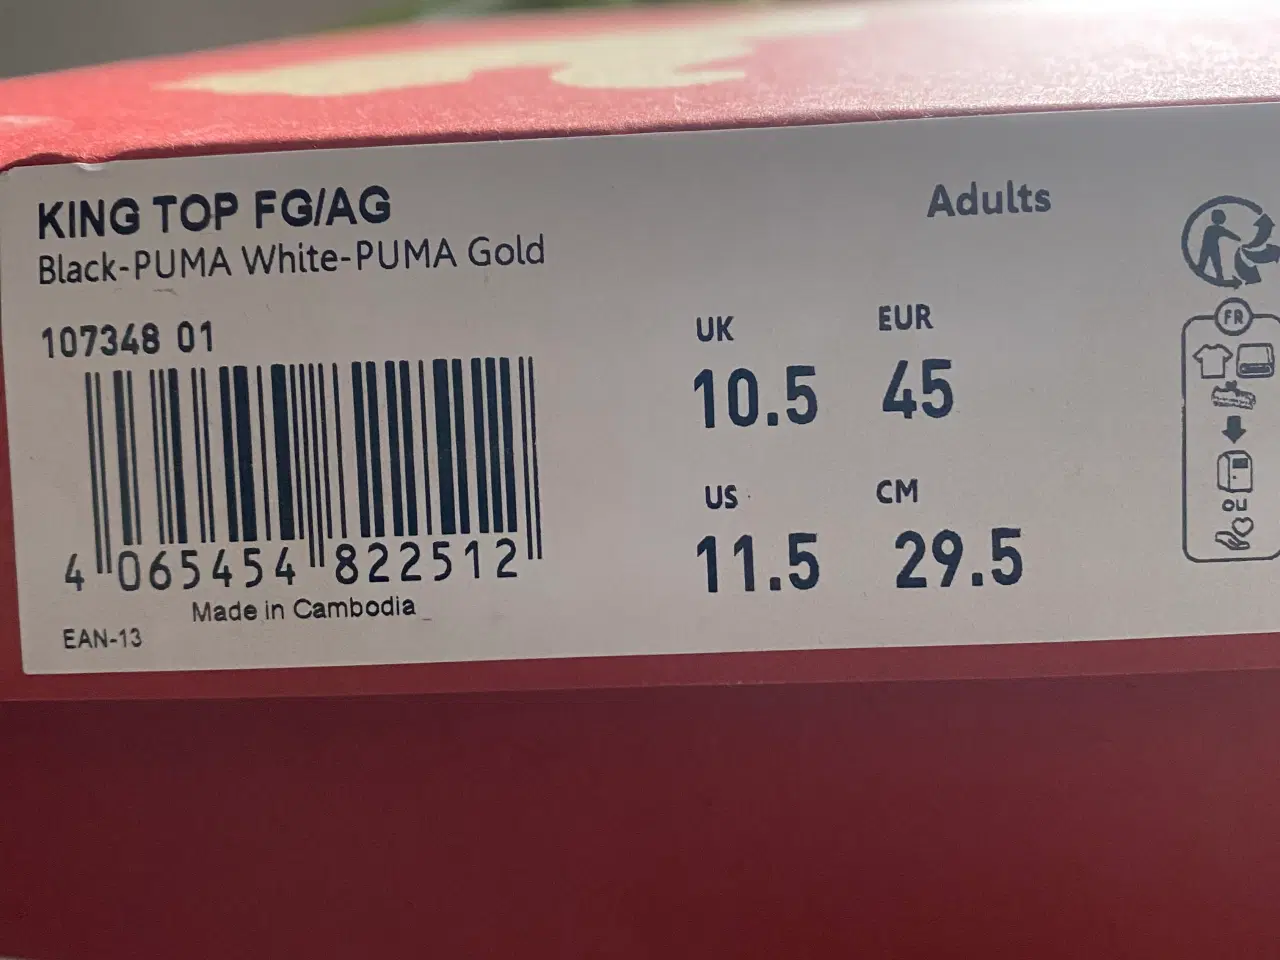 KING TOP FG/AG
Black-PUMA White-PUMA Gold
107348 01
4 065454 822512
Made in Cambodia
EAN-13
Adults
UK EUR
10.5 45
US CM
11.5 29.5
FR
OU